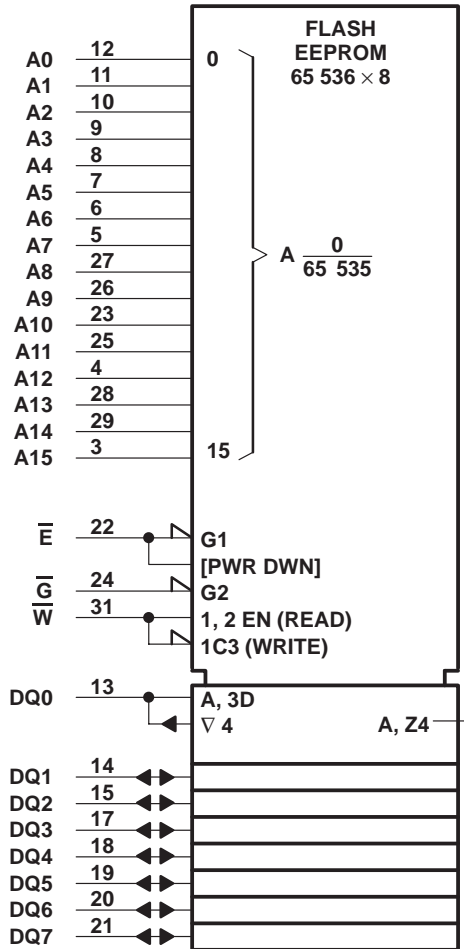 FLASH
EEPROM
65 536 × 8
A0 12 0
A1 11
A2 10
A3 9
A4 8
A5 7
A6 6
A7 5
A 0
65 535
A8 27
A9 26
A10 23
A11 25
A12 4
A13 28
A14 29
A15 3 15
E̅ 22 G1
[PWR DWN]
G̅ 24 G2
W̅ 31 1, 2 EN (READ)
1C3 (WRITE)
DQ0 13 A, 3D
∇ 4 A, Z4
DQ1 14
DQ2 15
DQ3 17
DQ4 18
DQ5 19
DQ6 20
DQ7 21